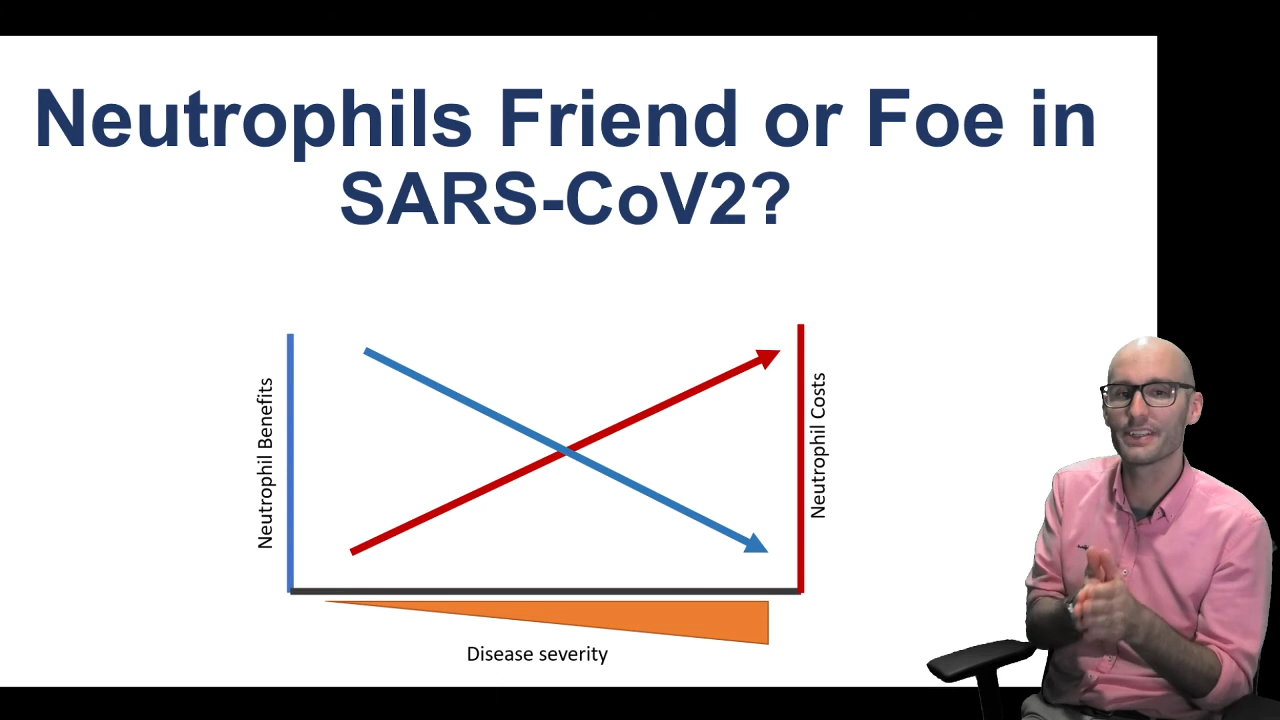 Neutrophils Friend or Foe in
SARS-CoV2?
Neutrophil Benefits
Neutrophil Costs
Disease severity